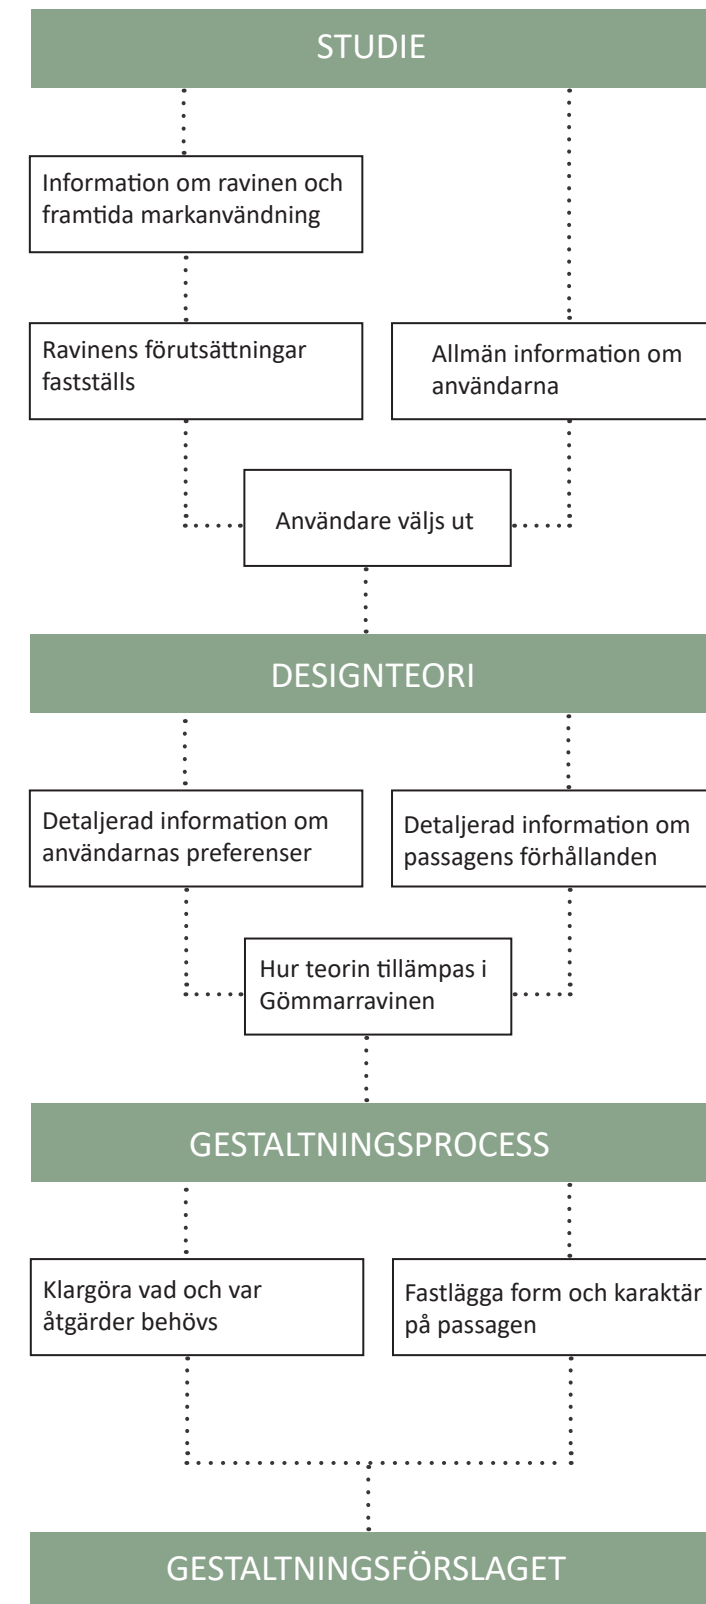 STUDIE
Information om ravinen och
framtida markanvändning
Ravinens förutsättningar
fastställs
Allmän information om
användarna
Användare väljs ut
DESIGNTEORI
Detaljerad information om
användarnas preferenser
Detaljerad information om
passagens förhållanden
Hur teorin tillämpas i
Gömmarravinen
GESTALTNINGSPROCESS
Klargöra vad och var
åtgärder behövs
Fastlägga form och karaktär
på passagen
GESTALTNINGSFÖRSLAGET